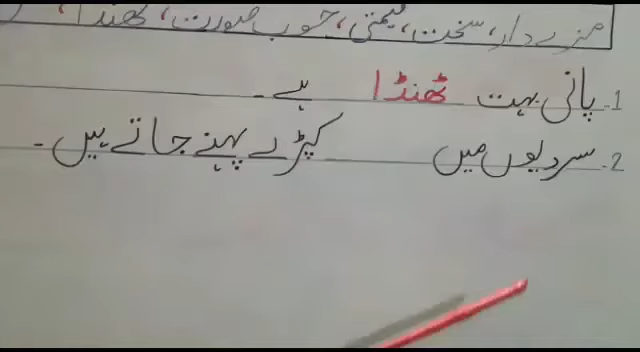 مزے دار، سخت، قیمتی، خوب صورت، ٹھنڈا،
1. پانی بہت ٹھنڈا ہے۔
2. سردیوں میں کپڑے پہنے جاتے ہیں۔